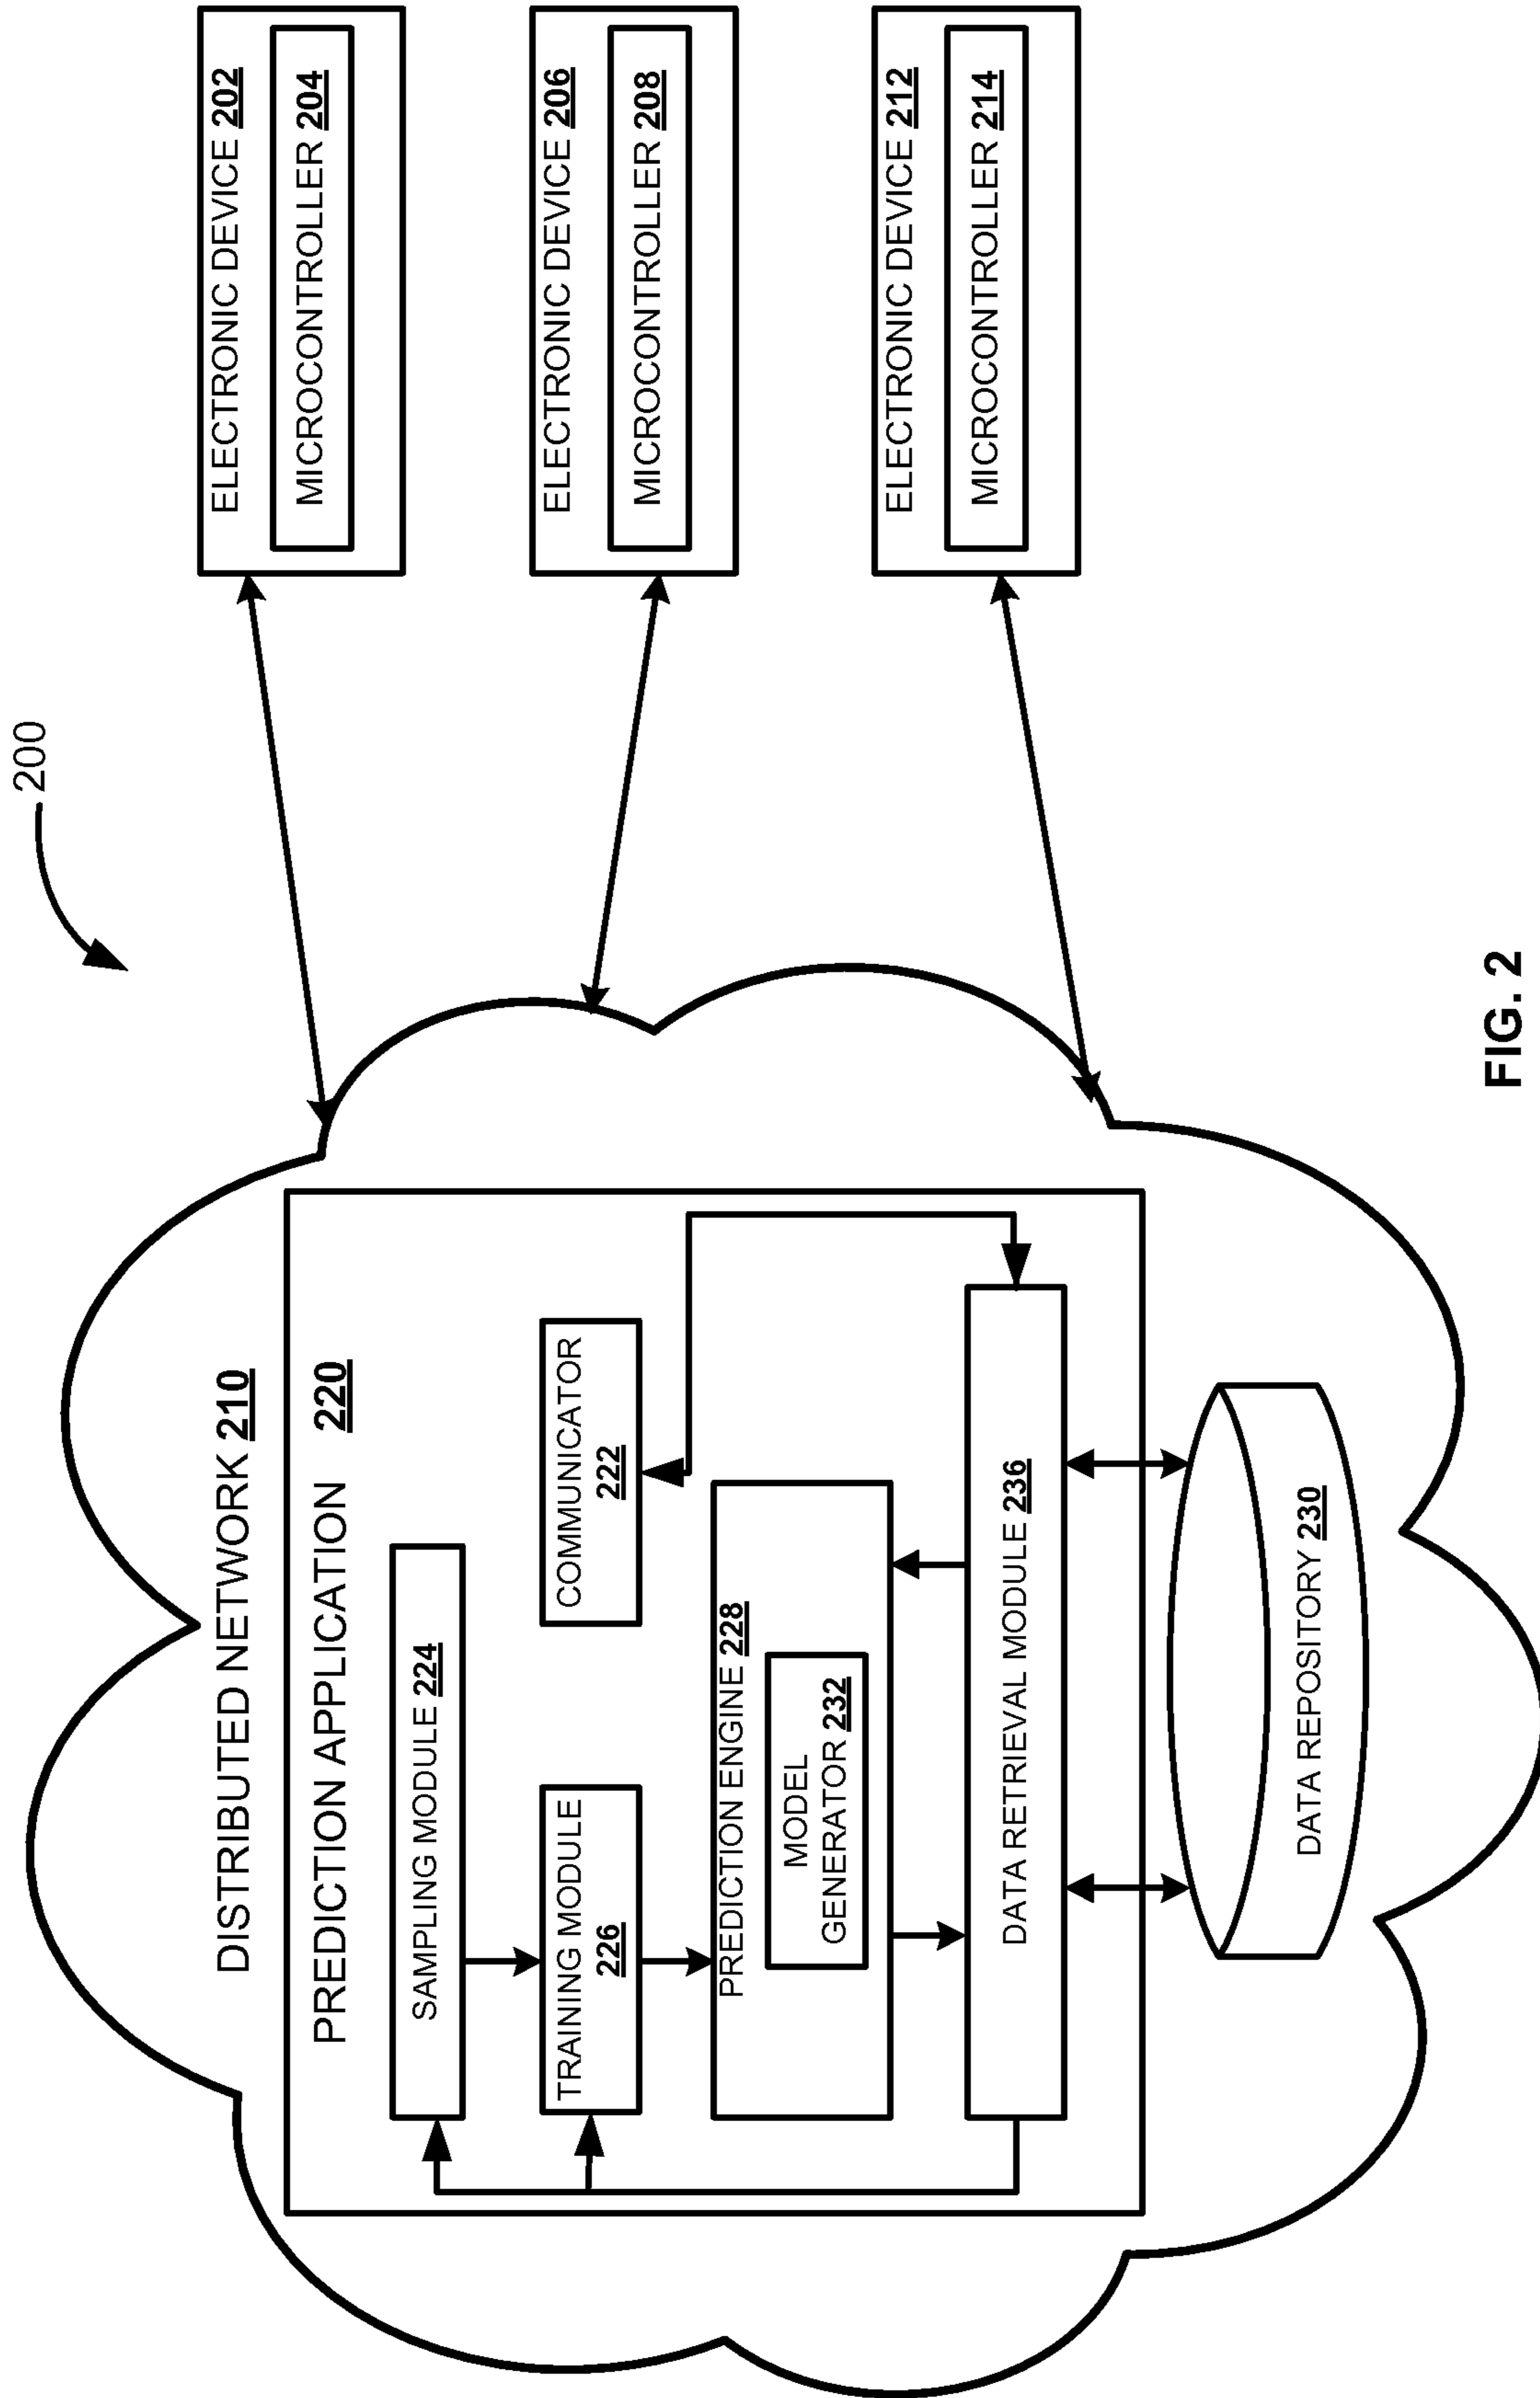 200
DISTRIBUTED NETWORK 210
PREDICTION APPLICATION 220
SAMPLING MODULE 224
TRAINING MODULE
226
COMMUNICATOR
222
PREDICTION ENGINE 228
MODEL
GENERATOR 232
DATA RETRIEVAL MODULE 236
DATA REPOSITORY 230
ELECTRONIC DEVICE 202
MICROCONTROLLER 204
ELECTRONIC DEVICE 206
MICROCONTROLLER 208
ELECTRONIC DEVICE 212
MICROCONTROLLER 214
FIG. 2